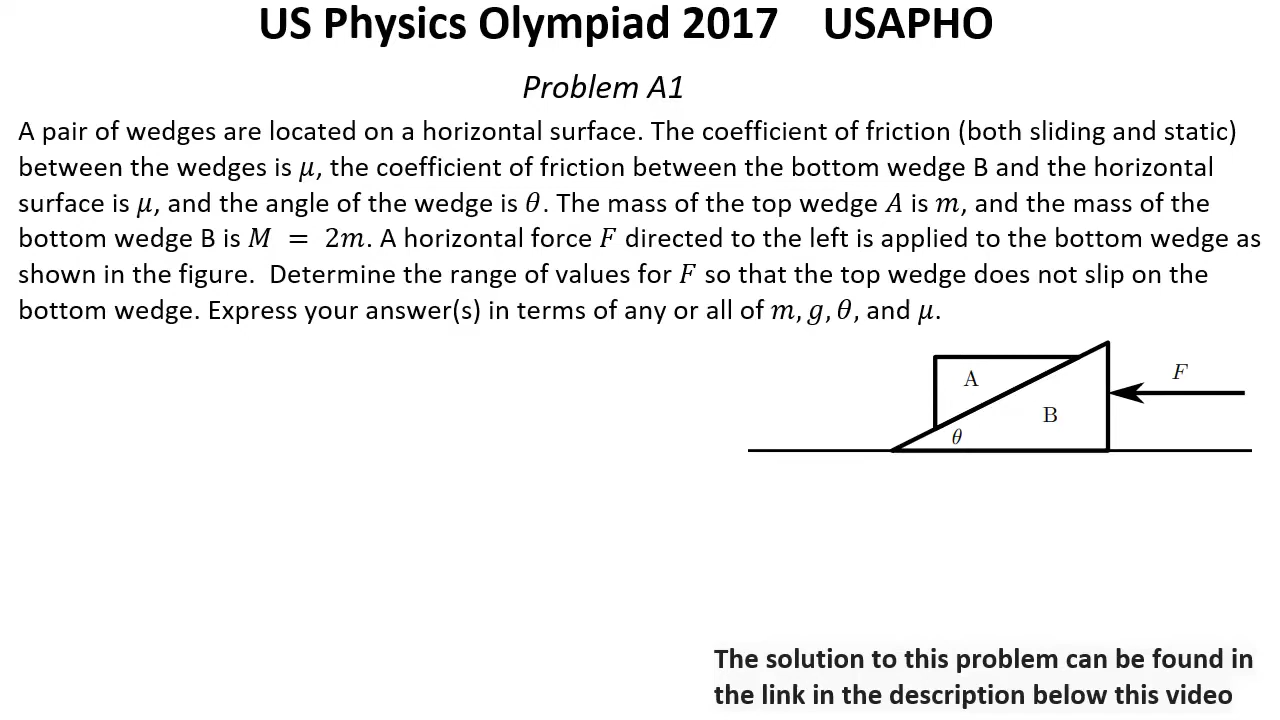 US Physics Olympiad 2017 USAPHO
Problem A1
A pair of wedges are located on a horizontal surface. The coefficient of friction (both sliding and static)
between the wedges is μ, the coefficient of friction between the bottom wedge B and the horizontal
surface is μ, and the angle of the wedge is θ. The mass of the top wedge A is m, and the mass of the
bottom wedge B is M = 2m. A horizontal force F directed to the left is applied to the bottom wedge as
shown in the figure. Determine the range of values for F so that the top wedge does not slip on the
bottom wedge. Express your answer(s) in terms of any or all of m, g, θ, and μ.
A
F
B
θ
The solution to this problem can be found in
the link in the description below this video